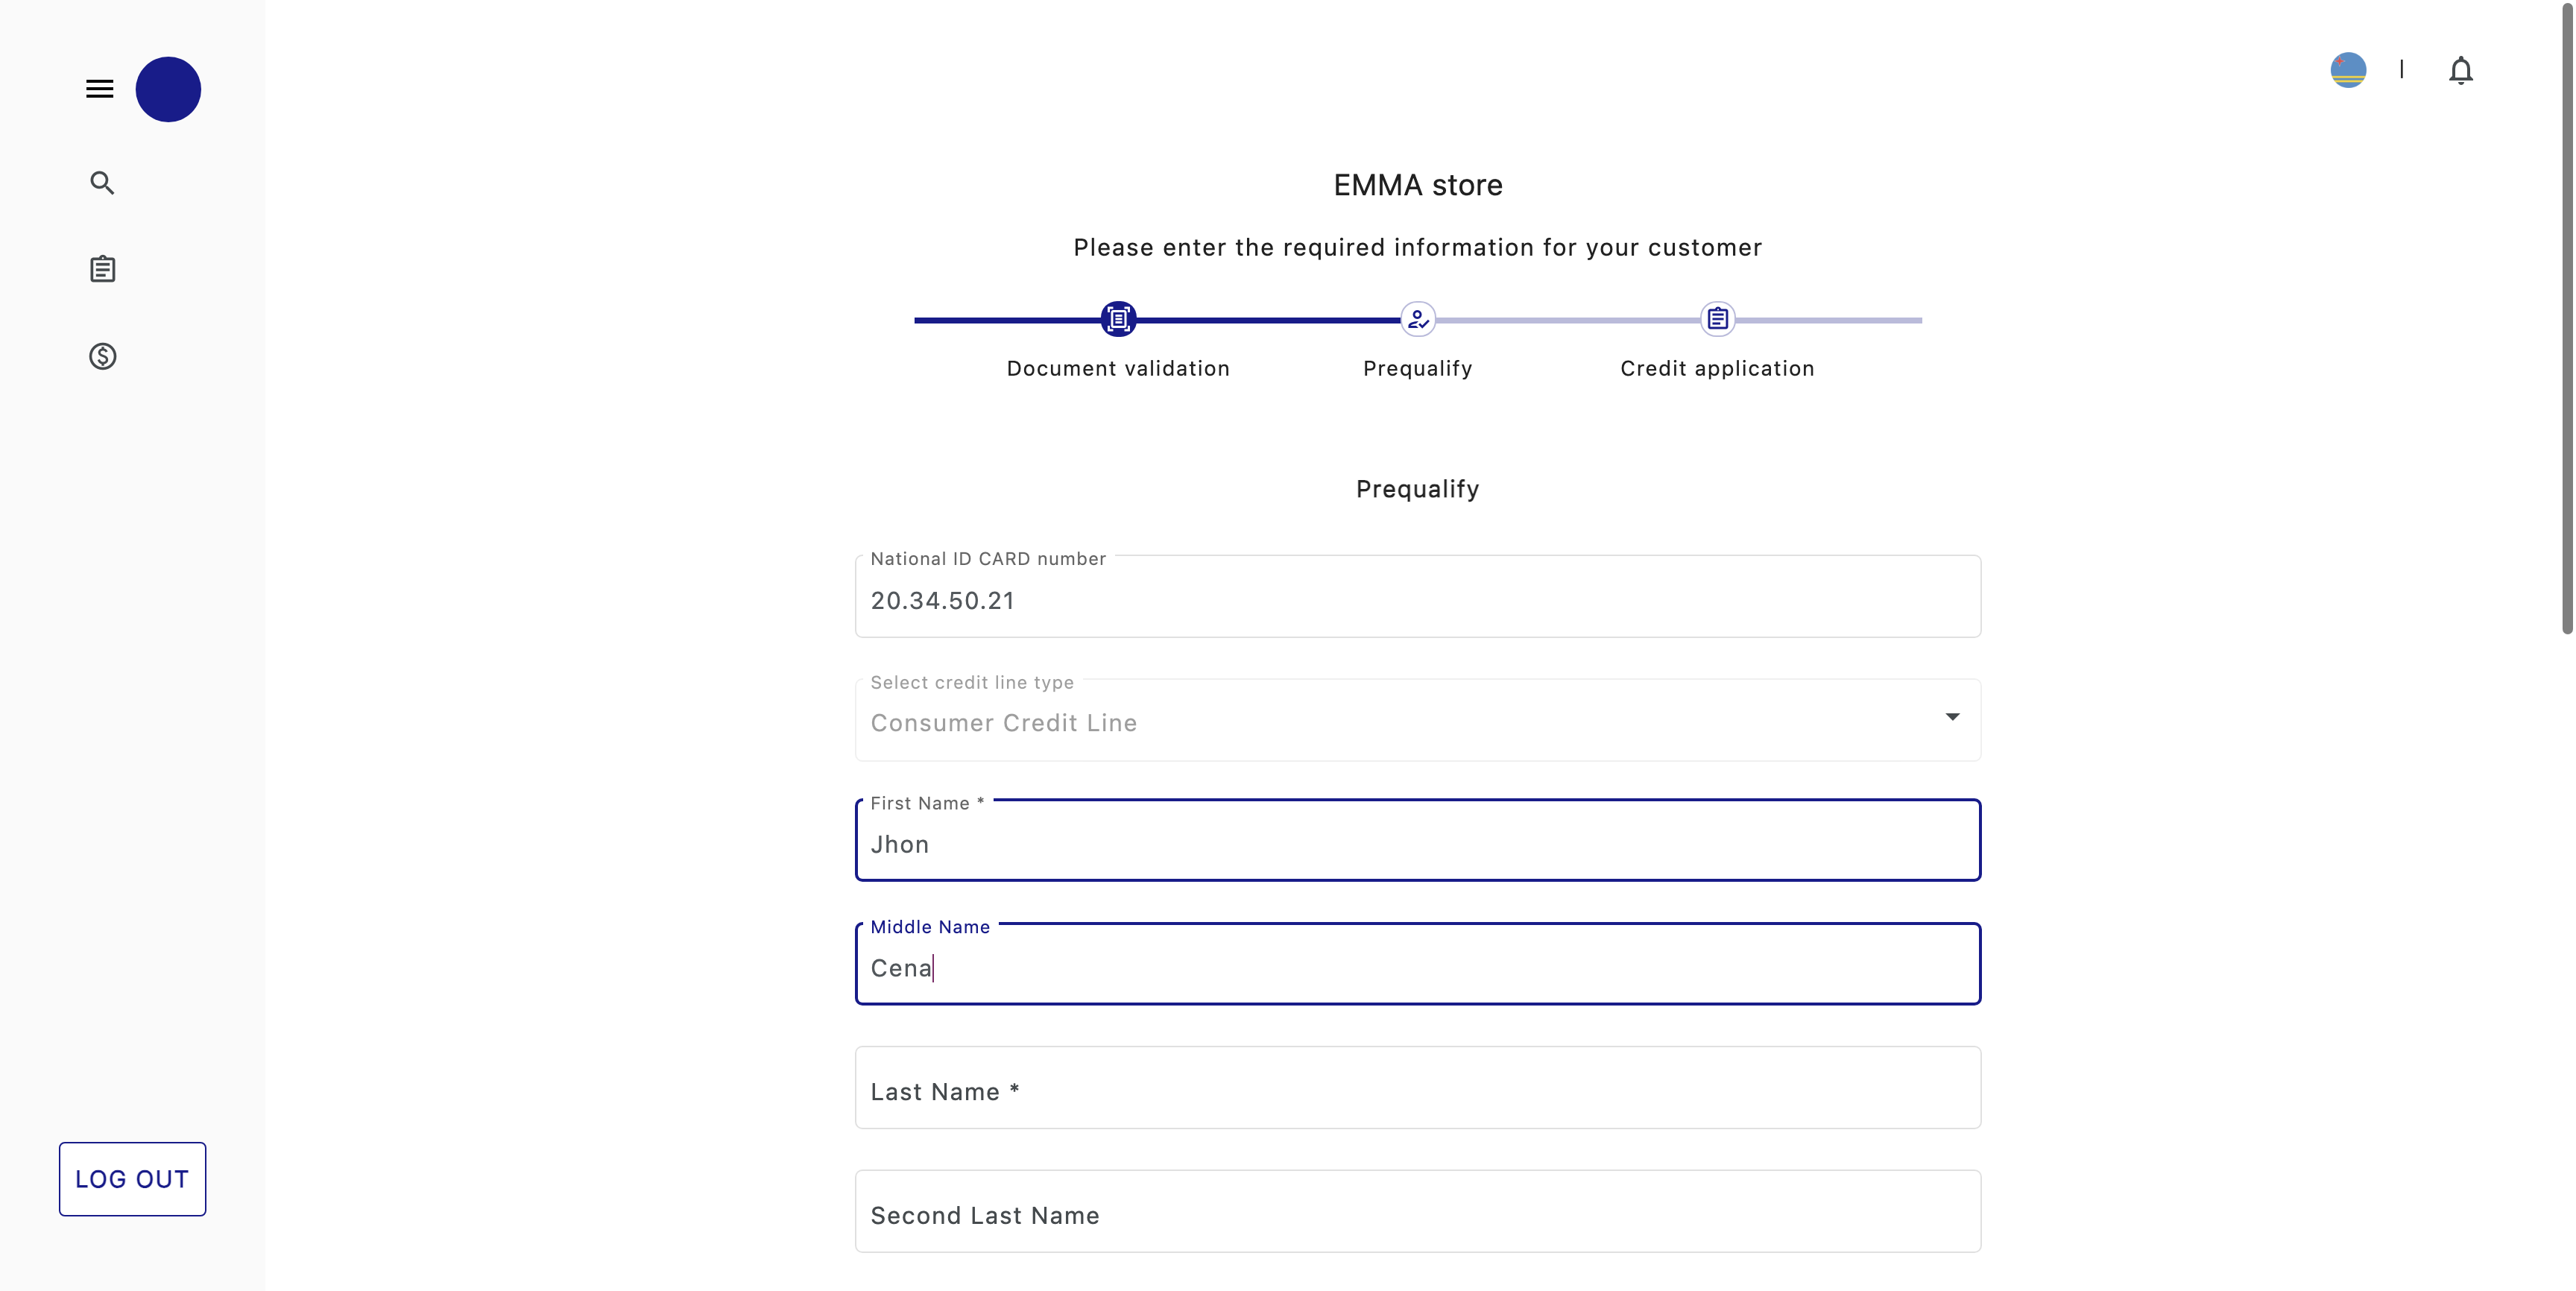 EMMA store
Please enter the required information for your customer
Document validation
Prequalify
Credit application
Prequalify
National ID CARD number
20.34.50.21
Select credit line type
Consumer Credit Line
First Name *
Jhon
Middle Name
Cena
Last Name *
Second Last Name
LOG OUT